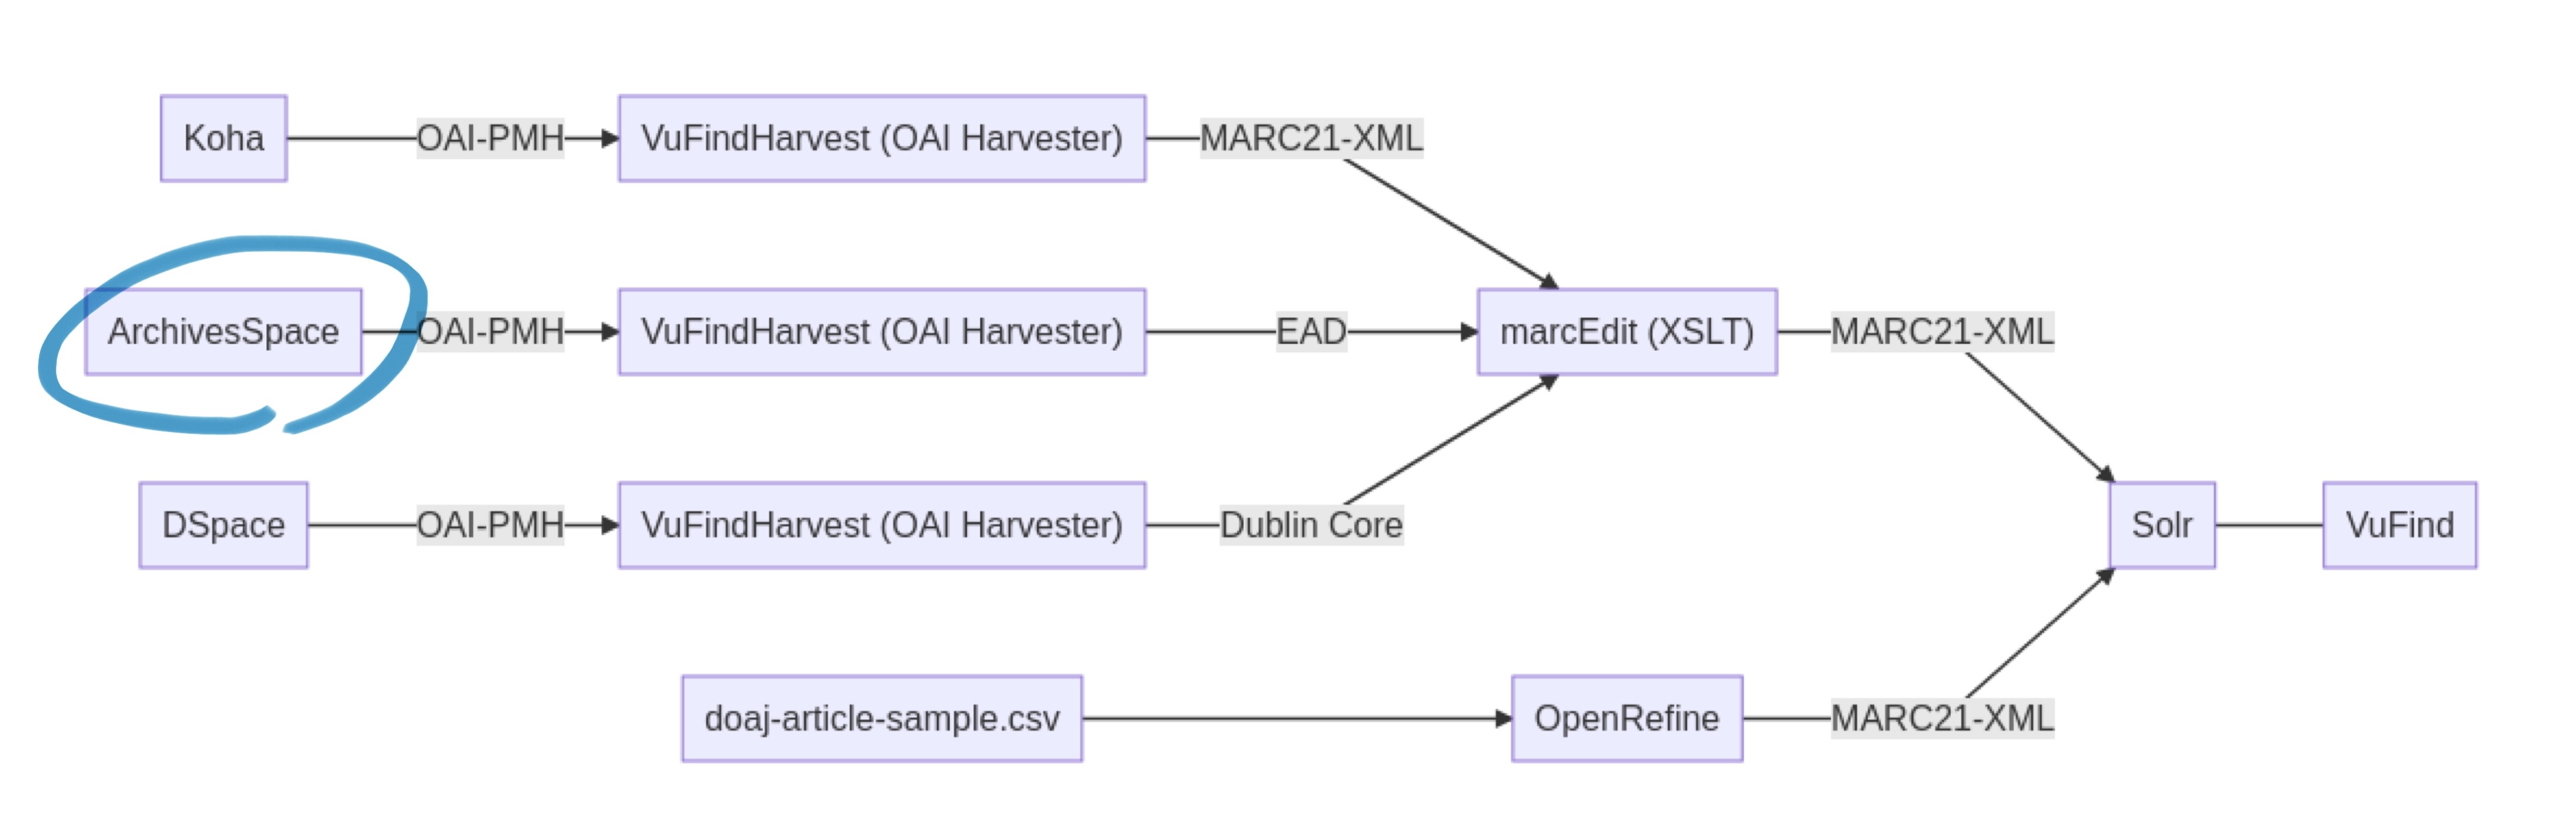 Koha OAI-PMH VuFindHarvest (OAI Harvester) MARC21-XML
ArchivesSpace OAI-PMH VuFindHarvest (OAI Harvester) EAD marcEdit (XSLT) MARC21-XML
DSpace OAI-PMH VuFindHarvest (OAI Harvester) Dublin Core Solr VuFind
doaj-article-sample.csv OpenRefine MARC21-XML